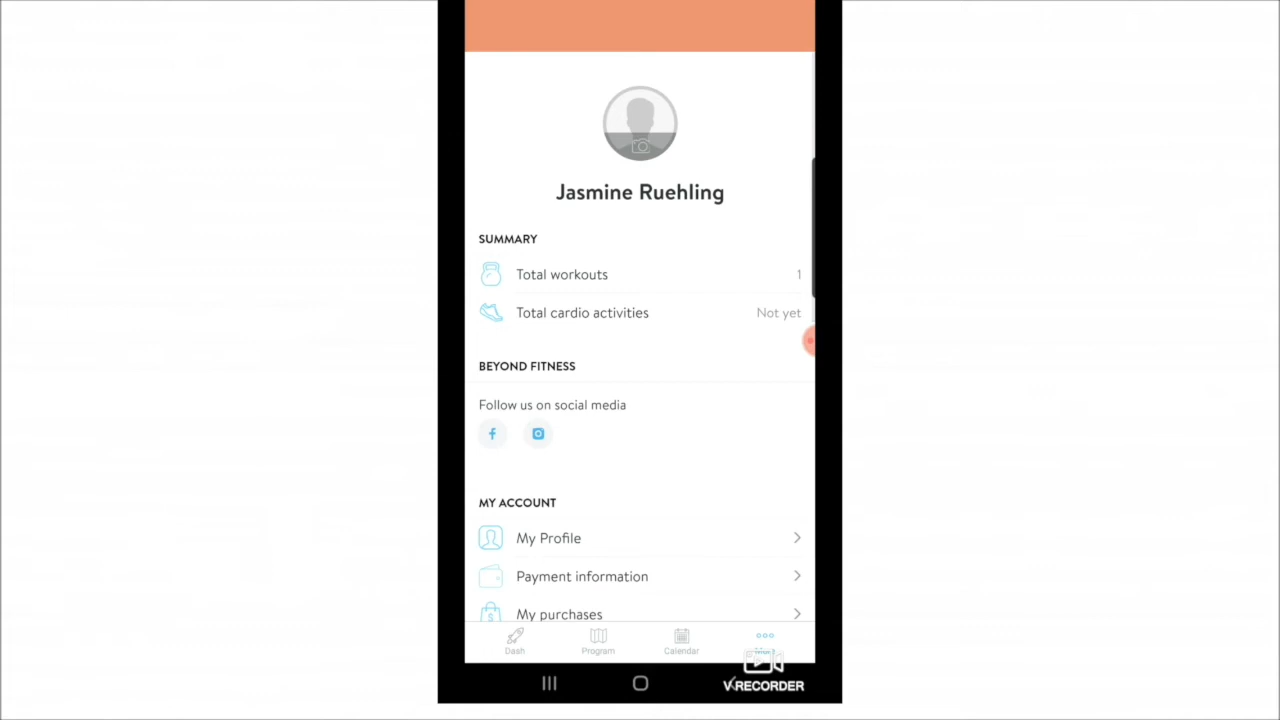 Jasmine Ruehling
SUMMARY
Total workouts 1
Total cardio activities Not yet
BEYOND FITNESS
Follow us on social media
MY ACCOUNT
My Profile
Payment information
My purchases
Dash Program Calendar
VRECORDER